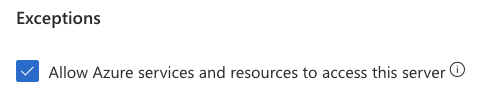 Exceptions
Allow Azure services and resources to access this server